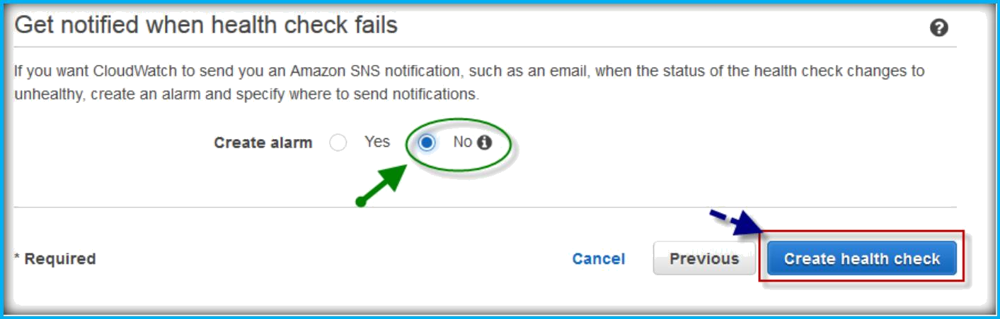 Get notified when health check fails
If you want CloudWatch to send you an Amazon SNS notification, such as an email, when the status of the health check changes to
unhealthy, create an alarm and specify where to send notifications.
Create alarm Yes No
* Required Cancel Previous Create health check